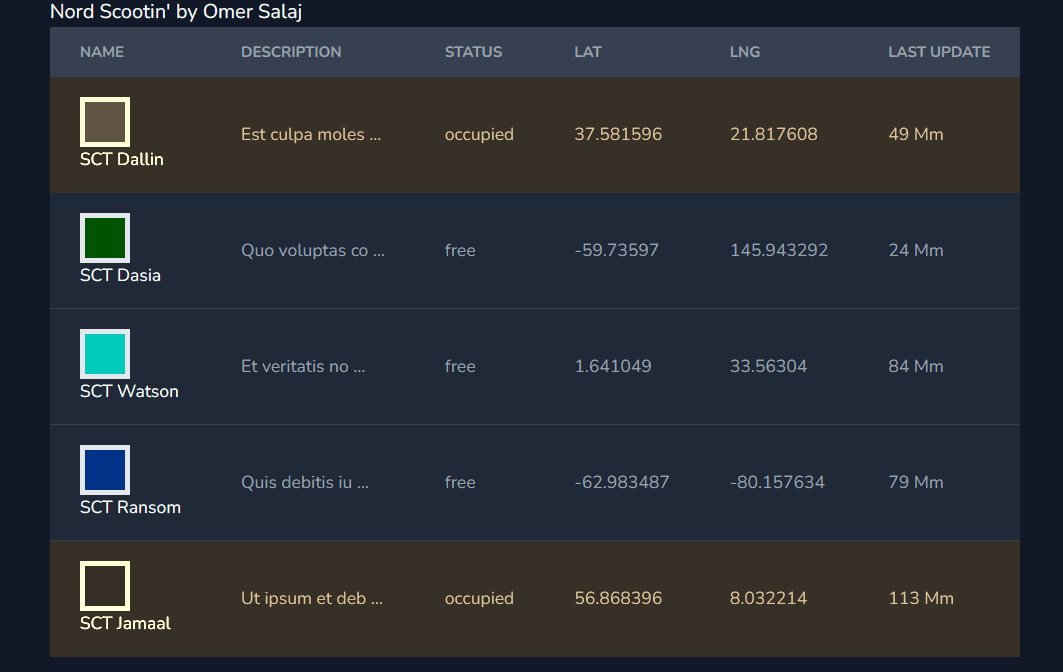 Nord Scootin' by Omer Salaj
NAME DESCRIPTION STATUS LAT LNG LAST UPDATE
Est culpa moles ... occupied 37.581596 21.817608 49 Mm
SCT Dallin
Quo voluptas co ... free -59.73597 145.943292 24 Mm
SCT Dasia
Et veritatis no ... free 1.641049 33.56304 84 Mm
SCT Watson
Quis debitis iu ... free -62.983487 -80.157634 79 Mm
SCT Ransom
Ut ipsum et deb ... occupied 56.868396 8.032214 113 Mm
SCT Jamaal